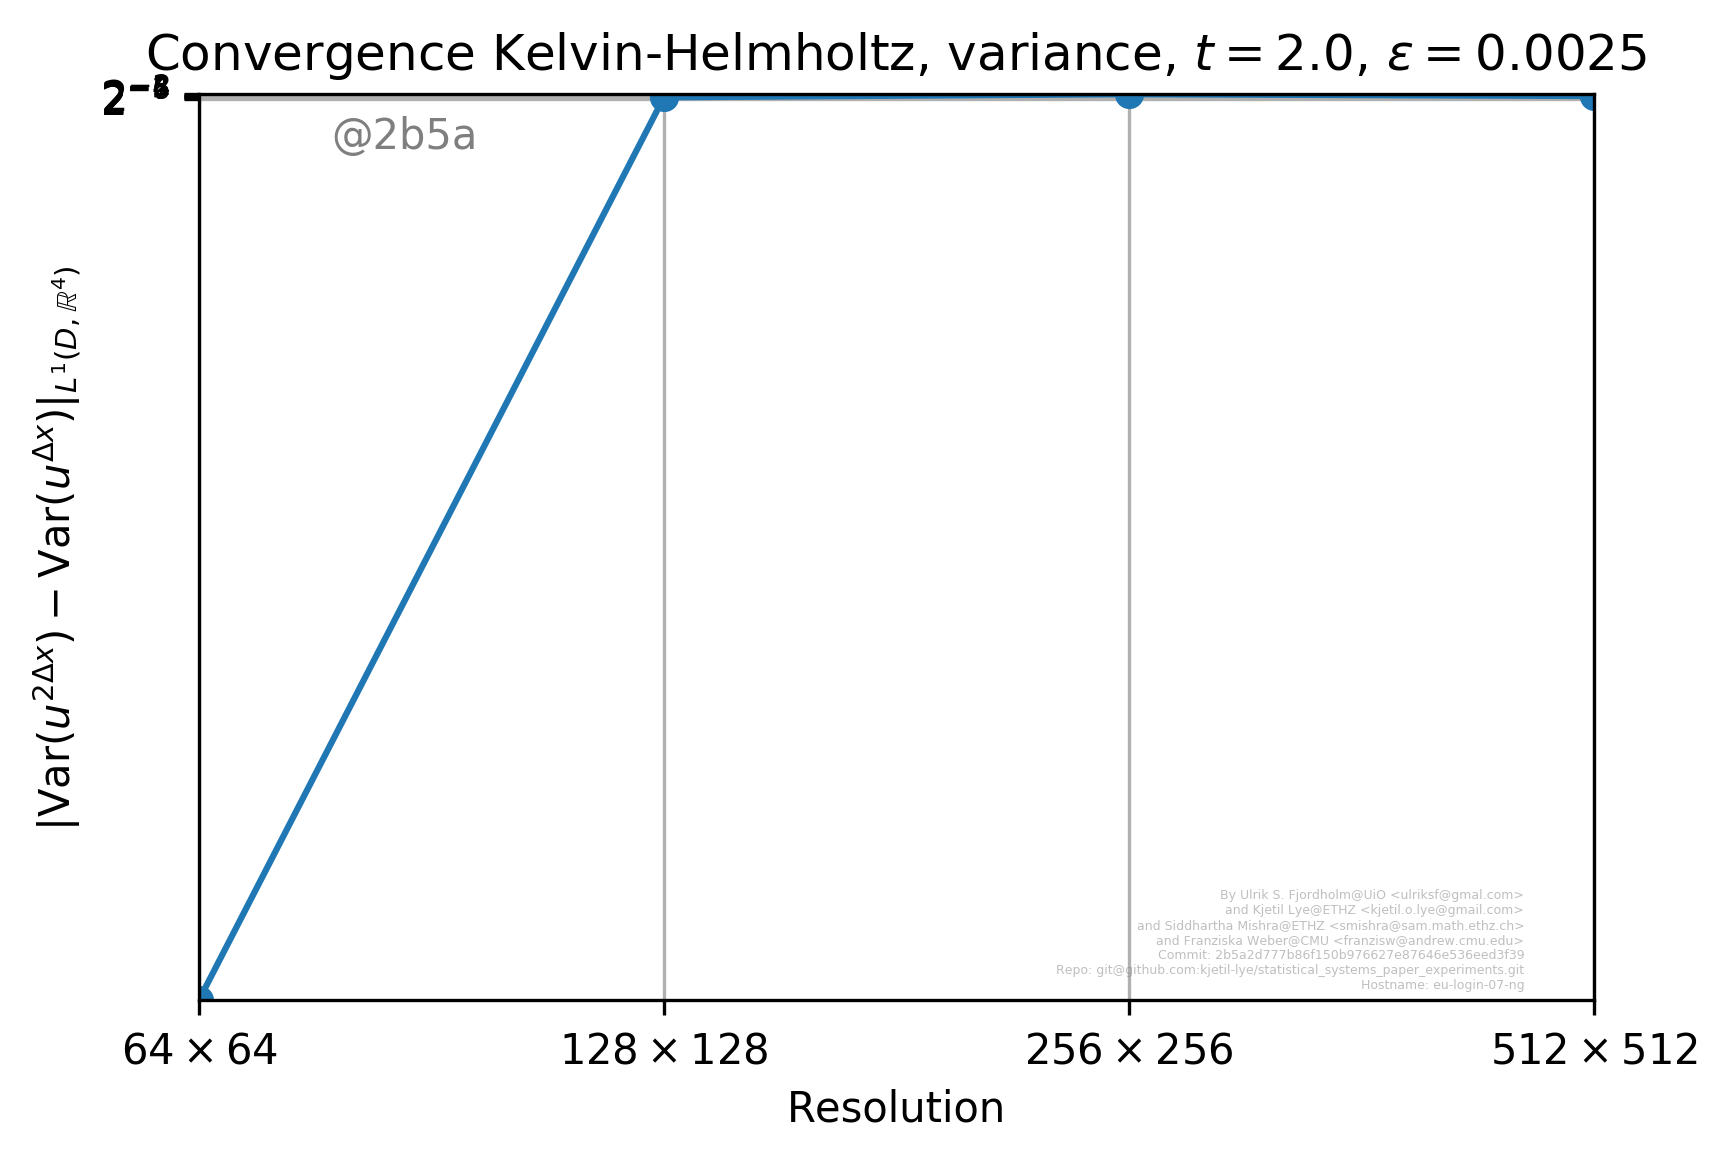 Convergence Kelvin-Helmholtz, variance, t = 2.0, ε = 0.0025
@2b5a
|Var(u^{2Δx}) − Var(u^{Δx})|_{L^1(D, ℝ^4)}
By Ulrik S. Fjordholm@UiO <ulriksf@gmal.com>
and Kjetil Lye@ETHZ <kjetil.o.lye@gmail.com>
and Siddhartha Mishra@ETHZ <smishra@sam.math.ethz.ch>
and Franziska Weber@CMU <franzisw@andrew.cmu.edu>
Commit: 2b5a2d777b86f150b976627e87646e536eed3f39
Repo: git@github.com:kjetil-lye/statistical_systems_paper_experiments.git
Hostname: eu-login-07-ng
64 × 64 128 × 128 256 × 256 512 × 512
Resolution